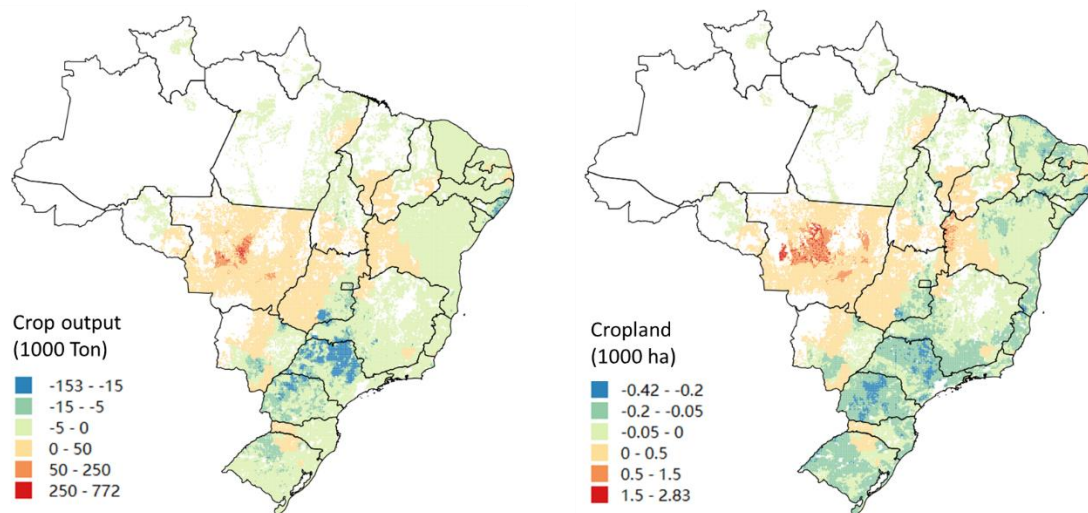 Crop output
(1000 Ton)
-153 - -15
-15 - -5
-5 - 0
0 - 50
50 - 250
250 - 772
Cropland
(1000 ha)
-0.42 - -0.2
-0.2 - -0.05
-0.05 - 0
0 - 0.5
0.5 - 1.5
1.5 - 2.83